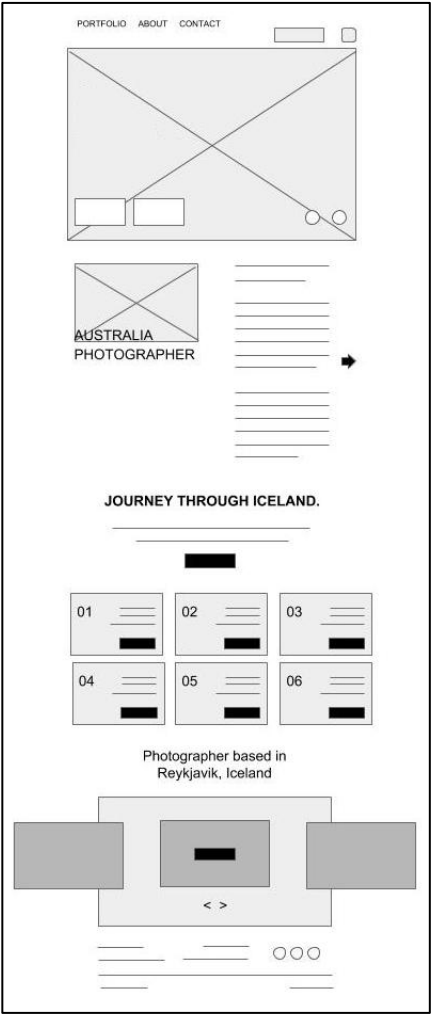 PORTFOLIO ABOUT CONTACT
AUSTRALIA
PHOTOGRAPHER
JOURNEY THROUGH ICELAND.
01 02 03
04 05 06
Photographer based in
Reykjavik, Iceland
< >